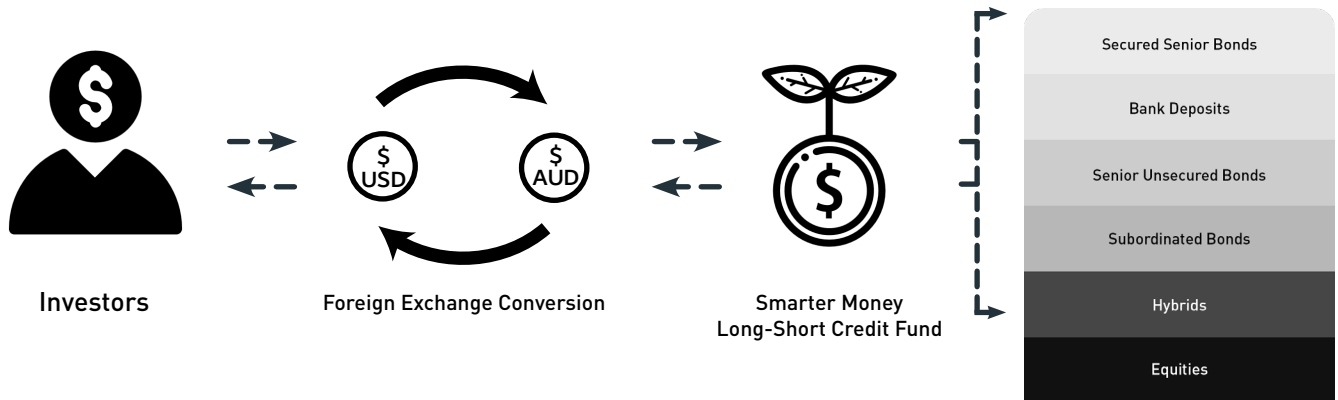 $
$
USD
$
AUD
$
Investors
Foreign Exchange Conversion
Smarter Money
Long-Short Credit Fund
Secured Senior Bonds
Bank Deposits
Senior Unsecured Bonds
Subordinated Bonds
Hybrids
Equities